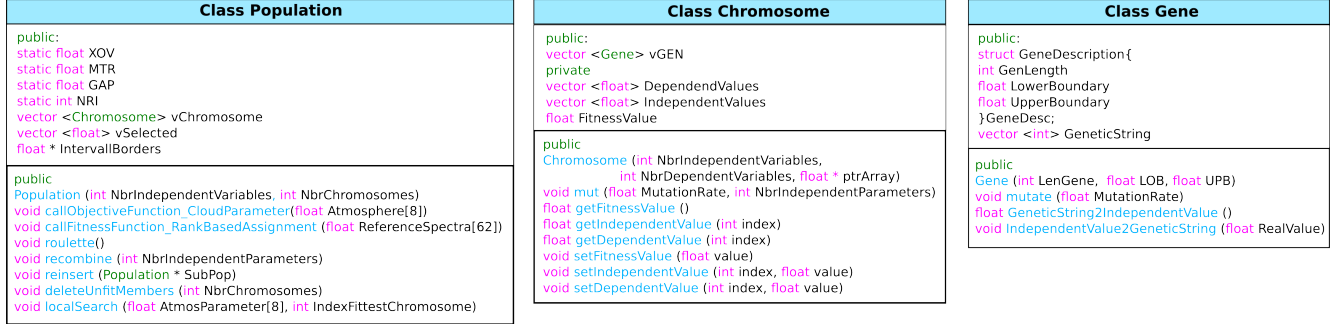 Class Population
public:
static float XOV
static float MTR
static float GAP
static int NRI
vector <Chromosome> vChromosome
vector <float> vSelected
float * IntervallBorders
public
Population (int NbrIndependentVariables, int NbrChromosomes)
void callObjectiveFunction_CloudParameter(float Atmosphere[8])
void callFitnessFunction_RankBasedAssignment (float ReferenceSpectra[62])
void roulette()
void recombine (int NbrIndependentParameters)
void reinsert (Population * SubPop)
void deleteUnfitMembers (int NbrChromosomes)
void localSearch (float AtmosParameter[8], int IndexFittestChromosome)
Class Chromosome
public:
vector <Gene> vGEN
private
vector <float> DependendValues
vector <float> IndependentValues
float FitnessValue
public
Chromosome (int NbrIndependentVariables,
int NbrDependentVariables, float * ptrArray)
void mut (float MutationRate, int NbrIndependentParameters)
float getFitnessValue ()
float getIndependentValue (int index)
float getDependentValue (int index)
void setFitnessValue (float value)
void setIndependentValue (int index, float value)
void setDependentValue (int index, float value)
Class Gene
public:
struct GeneDescription{
int GenLength
float LowerBoundary
float UpperBoundary
}GeneDesc;
vector <int> GeneticString
public
Gene (int LenGene, float LOB, float UPB)
void mutate (float MutationRate)
float GeneticString2IndependentValue ()
void IndependentValue2GeneticString (float RealValue)